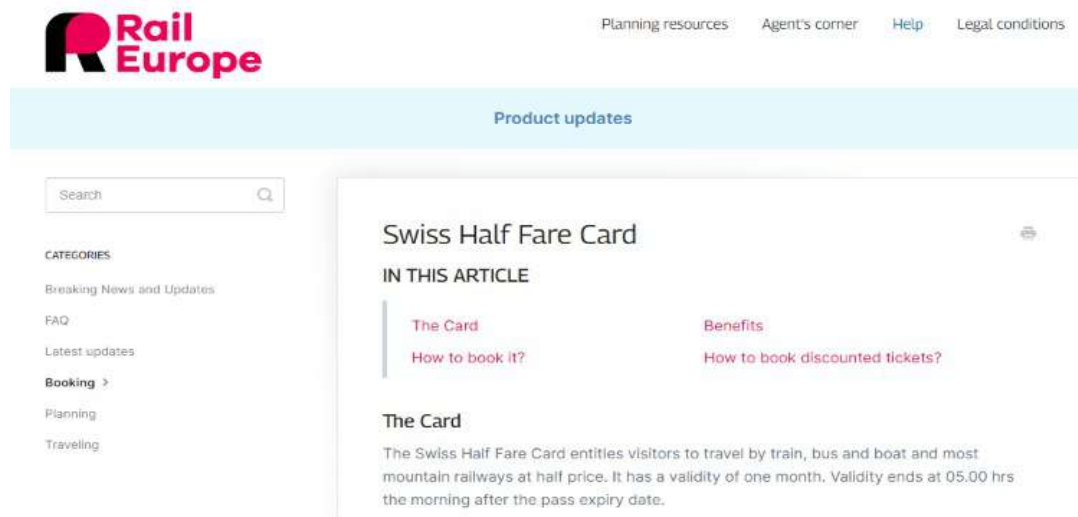 Rail
Europe
Planning resources
Agent's corner
Help
Legal conditions
Product updates
Search
CATEGORIES
Breaking News and Updates
FAQ
Latest updates
Booking >
Planning
Traveling
Swiss Half Fare Card
IN THIS ARTICLE
The Card
Benefits
How to book it?
How to book discounted tickets?
The Card
The Swiss Half Fare Card entities visitors to travel by train, bus and boat and most
mountain railways at half price. It has a validity of one month. Validity ends at 05.00 hrs
the morning after the pass expiry date.